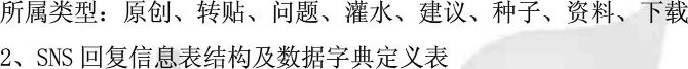 所属类型：原创、转贴、问题、灌水、建议、种子、资料、下载
2、SNS 回复信息表结构及数据字典定义表